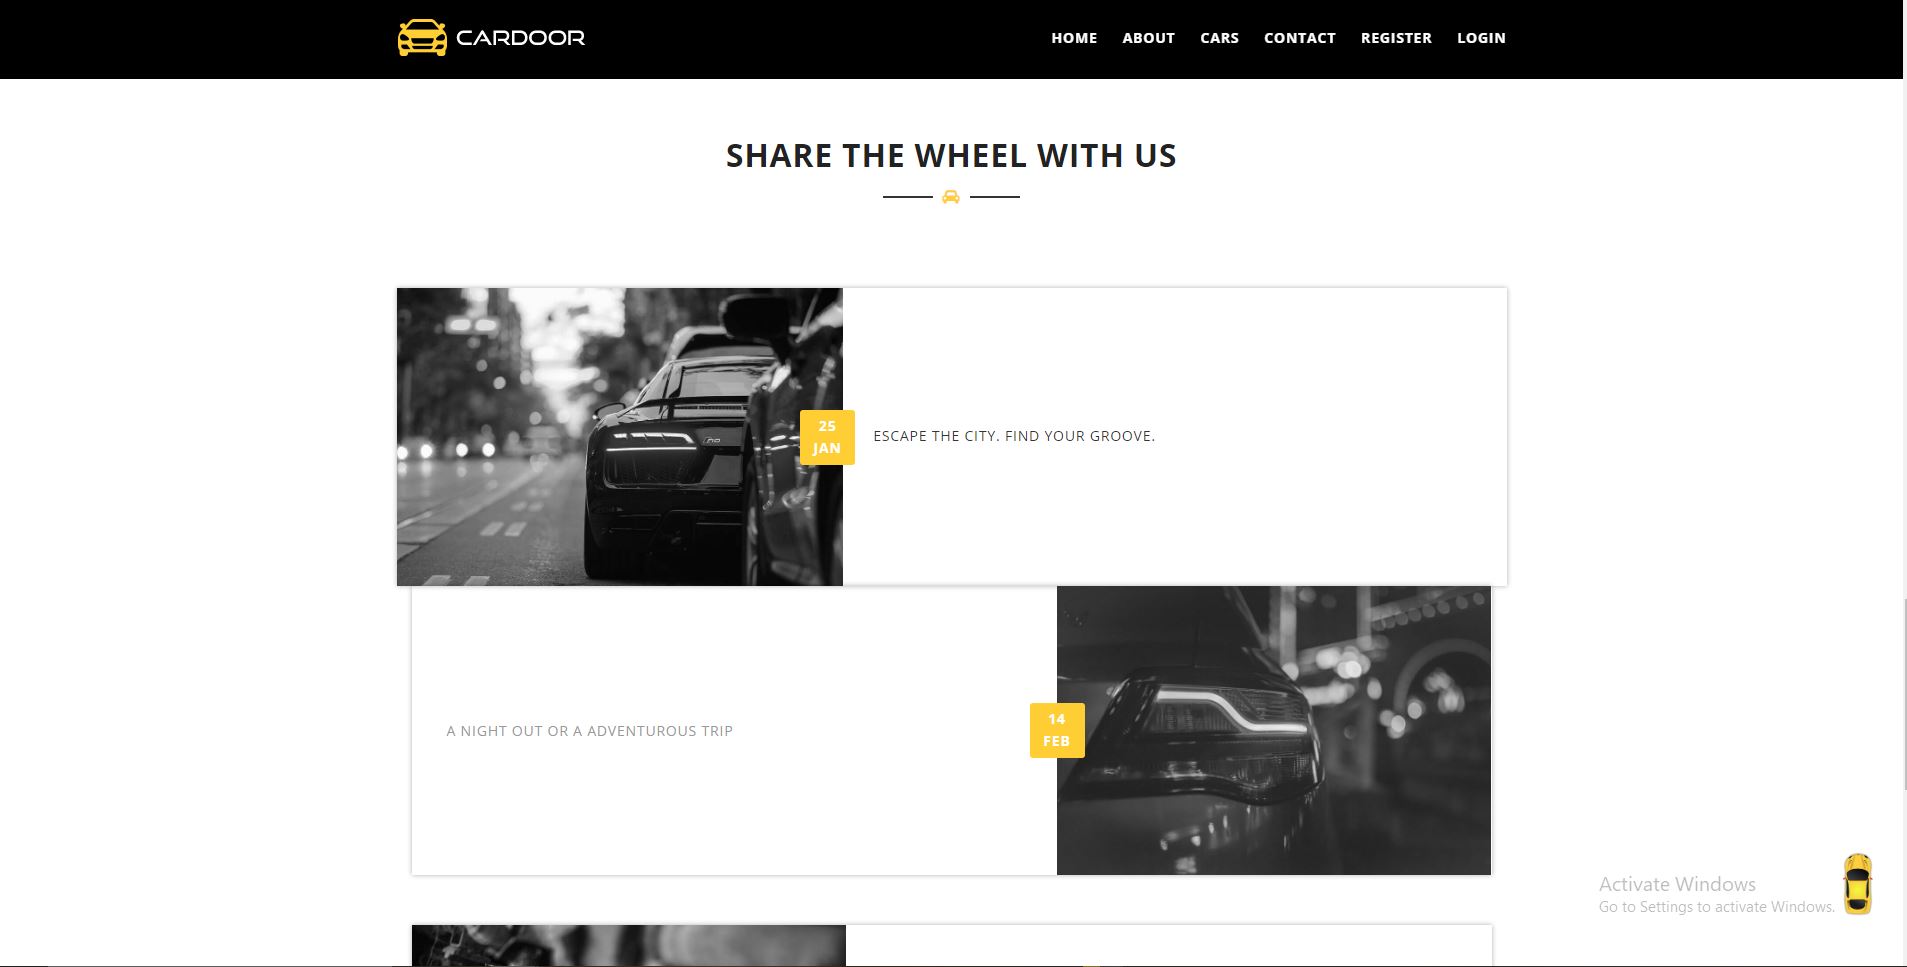 CARDOOR
HOME ABOUT CARS CONTACT REGISTER LOGIN
SHARE THE WHEEL WITH US
25
JAN
ESCAPE THE CITY. FIND YOUR GROOVE.
A NIGHT OUT OR A ADVENTUROUS TRIP
14
FEB
Activate Windows
Go to Settings to activate Windows.